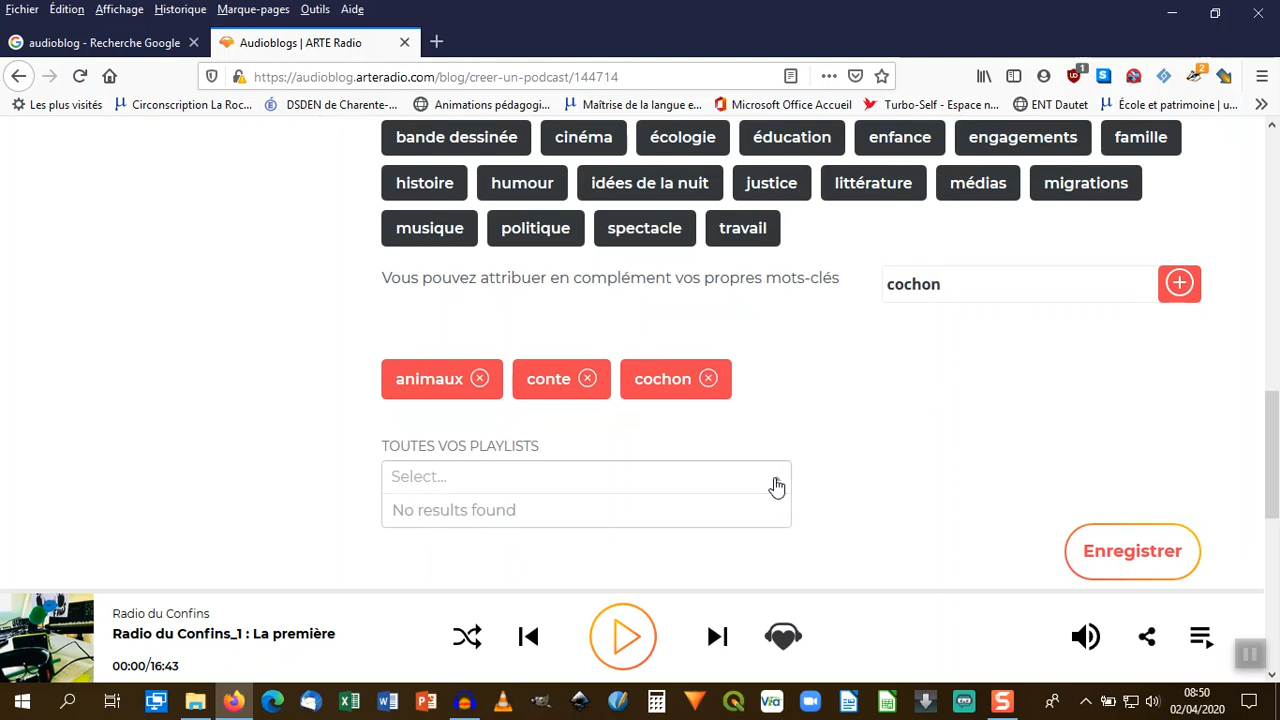 Fichier Édition Affichage Historique Marque-pages Outils Aide
audioblog - Recherche Google
Audioblogs | ARTE Radio
https://audioblog.arteradio.com/blog/creer-un-podcast/144714
1
2
Les plus visités Circonscription La Roc... DSDEN de Charente-... Animations pédagogi... Maîtrise de la langue e... Microsoft Office Accueil Turbo-Self - Espace n... ENT Dautet École et patrimoine | u...
bande dessinée cinéma écologie éducation enfance engagements famille
histoire humour idées de la nuit justice littérature médias migrations
musique politique spectacle travail
Vous pouvez attribuer en complément vos propres mots-clés
cochon
animaux conte cochon
TOUTES VOS PLAYLISTS
Select...
No results found
Enregistrer
Radio du Confins
Radio du Confins_1 : La première
00:00/16:43
08:50
02/04/2020